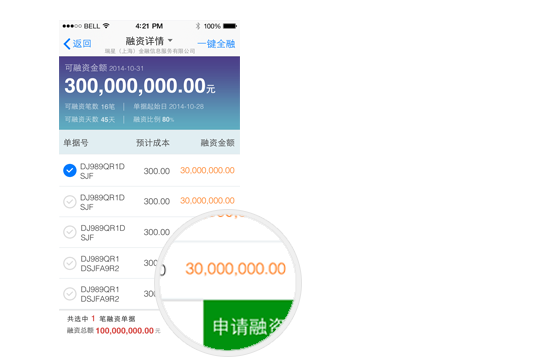 BELL 4:21 PM 100%
返回 融资详情 一键全融
瑞量（上海）金融信息服务有限公司
可融资金额 2014-10-31
300,000,000.00元
可融资笔数 16笔 单据起始日 2014-10-28
可融资天数 45天 融资比例 80%
单据号 预计成本 融资金额
DJ989QR1D
SJF 300.00 30,000,000.00
DJ989QR1D
SJF 300.00 30,000,000.00
DJ989QR1D
SJF 300.00
DJ989QR1
DSJFA9R2 300 0 30,000,000.00
DJ989QR1
DSJFA9R2 300
共选中 1 笔融资单据
融资总额 100,000,000.00元
申请融资